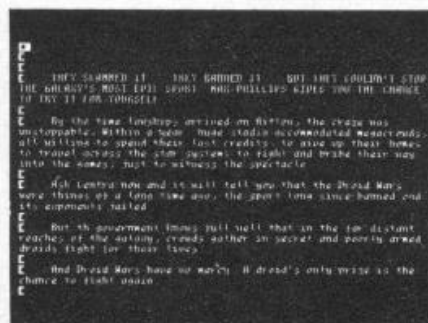 THEY SLAMMED IT THEY BANNED IT BUT THEY COULDN'T STOP
THE GALAXY'S MOST EPIC SPORT MAX PHILLIPS GIVES YOU THE CHANCE
TO TRY IT FOR YOURSELF
By the time lowships arrived on the craze was
unstoppable. Within a year huge stadia accommodated megacrowds,
all willing to spend their last credits, to give up their homes
to travel across the star systems to fight and bribe their way
into the games, just to witness the spectacle
Ask Centra now and it will tell you that the Droid Wars
were things of a long time ago, the sport long since banned and
its exponents jailed
But th government knows full well that in the far distant
reaches of the galaxy, crowds gather in secret and poorly armed
droids fight for their lives
And Droid Wars have no mercy. A droid's only prize is the
chance to fight again